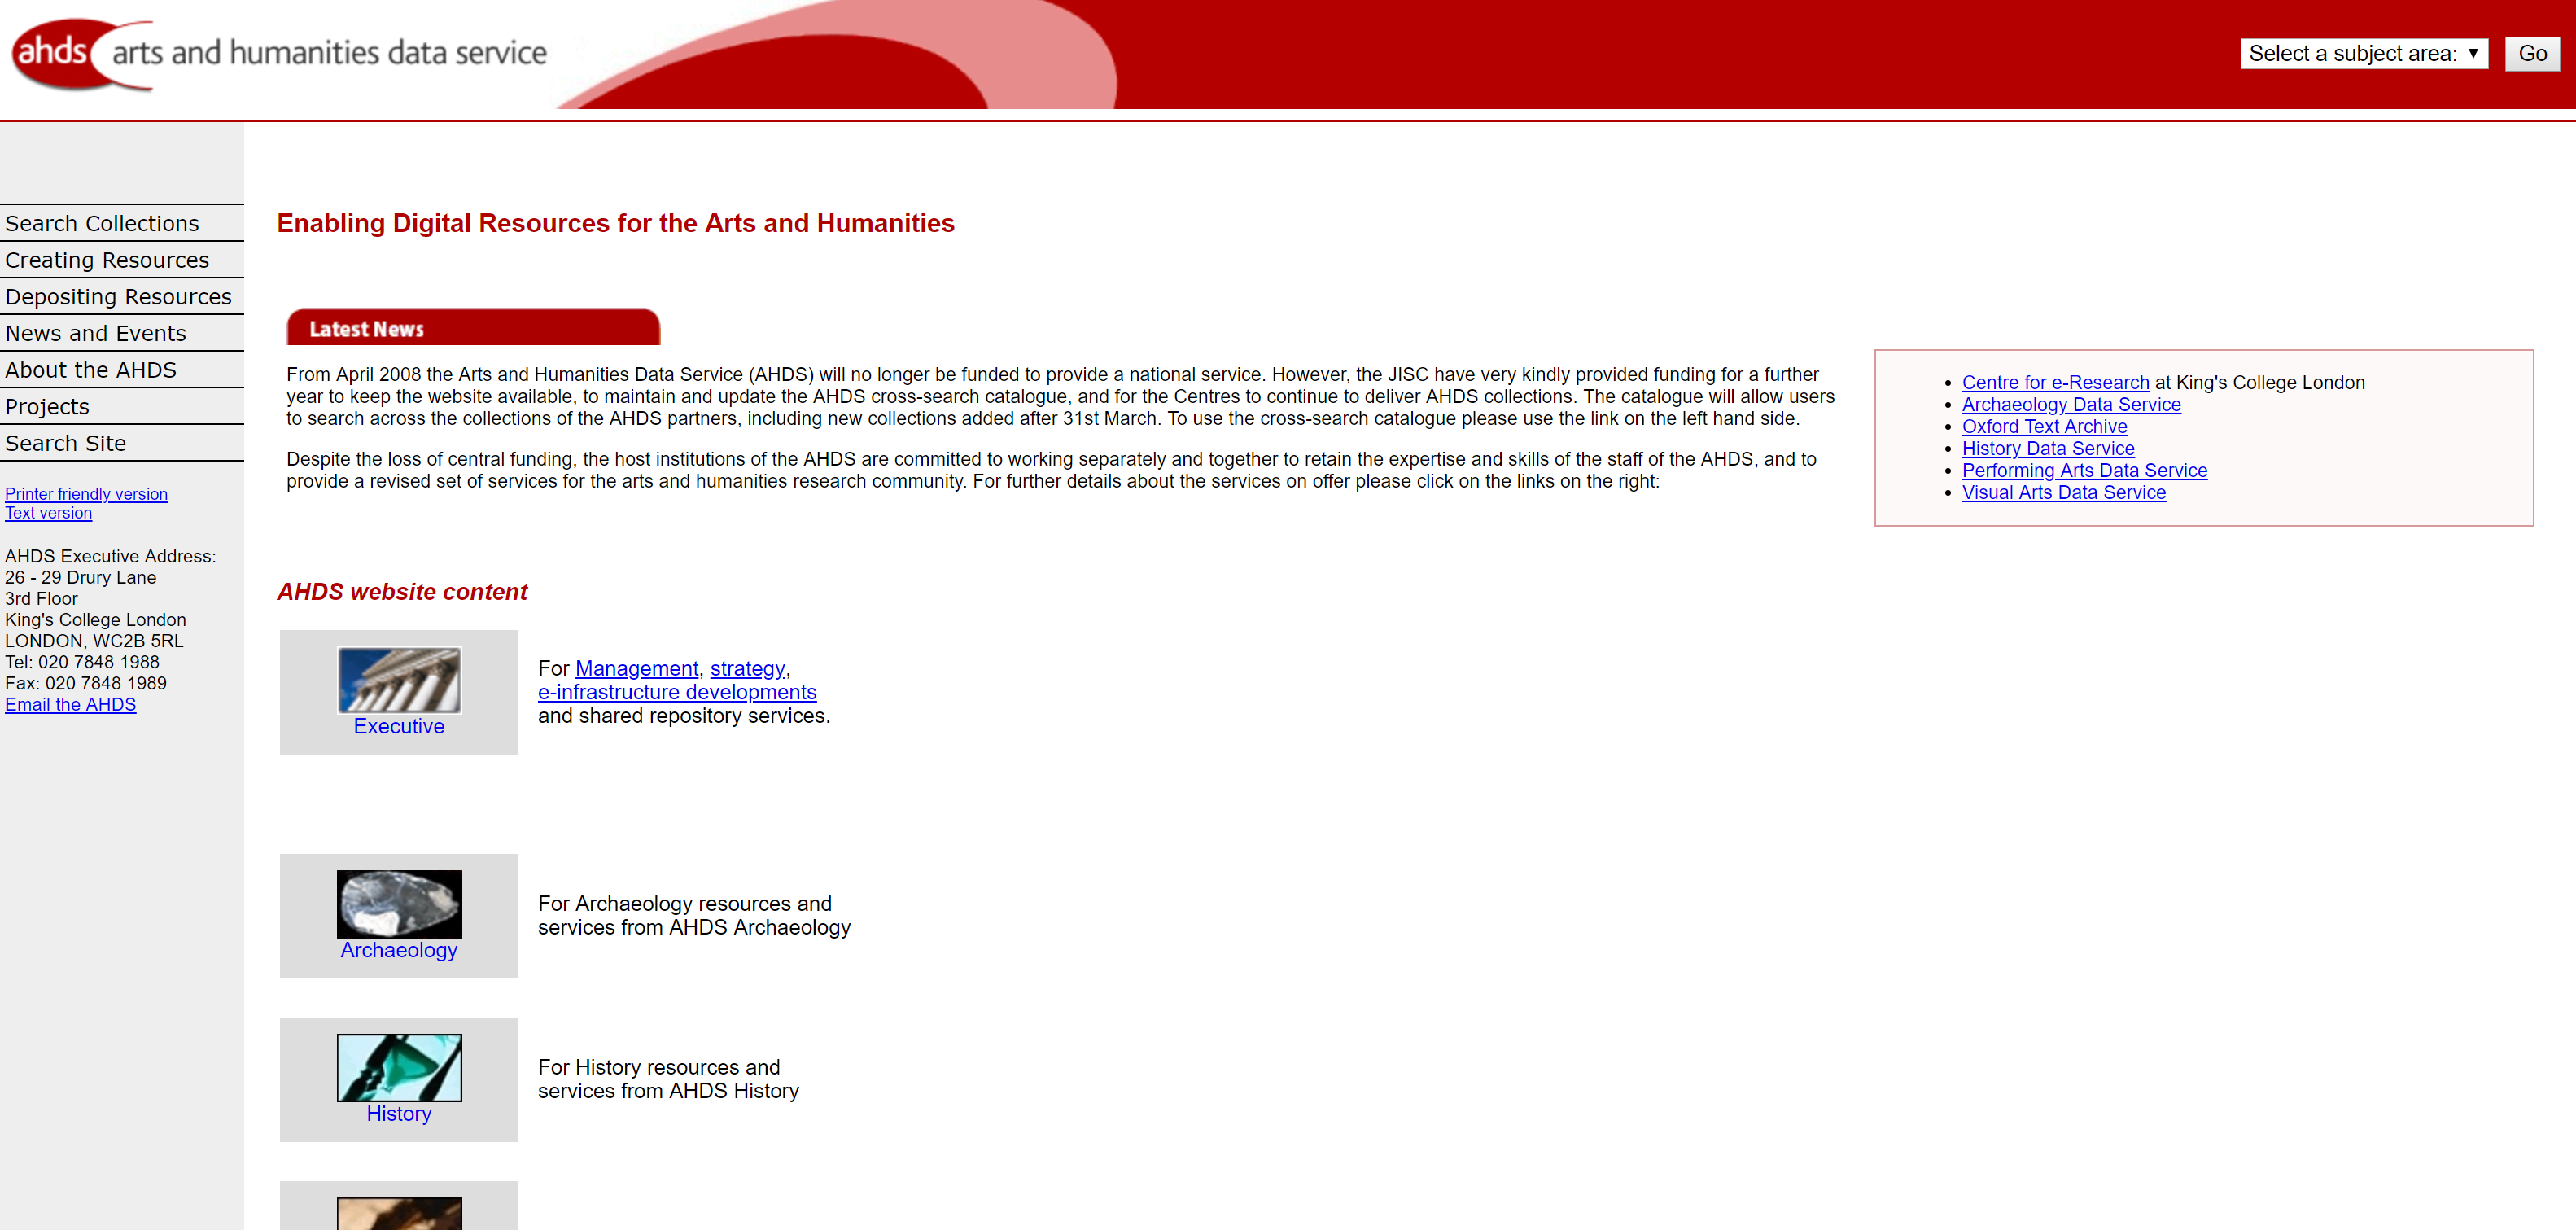 ahds arts and humanities data service
Select a subject area: ▼ Go
Search Collections
Creating Resources
Depositing Resources
News and Events
About the AHDS
Projects
Search Site
Printer friendly version
Text version
AHDS Executive Address:
26 - 29 Drury Lane
3rd Floor
King's College London
LONDON, WC2B 5RL
Tel: 020 7848 1988
Fax: 020 7848 1989
Email the AHDS
Enabling Digital Resources for the Arts and Humanities
Latest News
From April 2008 the Arts and Humanities Data Service (AHDS) will no longer be funded to provide a national service. However, the JISC have very kindly provided funding for a further
year to keep the website available, to maintain and update the AHDS cross-search catalogue, and for the Centres to continue to deliver AHDS collections. The catalogue will allow users
to search across the collections of the AHDS partners, including new collections added after 31st March. To use the cross-search catalogue please use the link on the left hand side.
Despite the loss of central funding, the host institutions of the AHDS are committed to working separately and together to retain the expertise and skills of the staff of the AHDS, and to
provide a revised set of services for the arts and humanities research community. For further details about the services on offer please click on the links on the right:
• Centre for e-Research at King's College London
• Archaeology Data Service
• Oxford Text Archive
• History Data Service
• Performing Arts Data Service
• Visual Arts Data Service
AHDS website content
Executive
For Management, strategy,
e-infrastructure developments
and shared repository services.
Archaeology
For Archaeology resources and
services from AHDS Archaeology
History
For History resources and
services from AHDS History